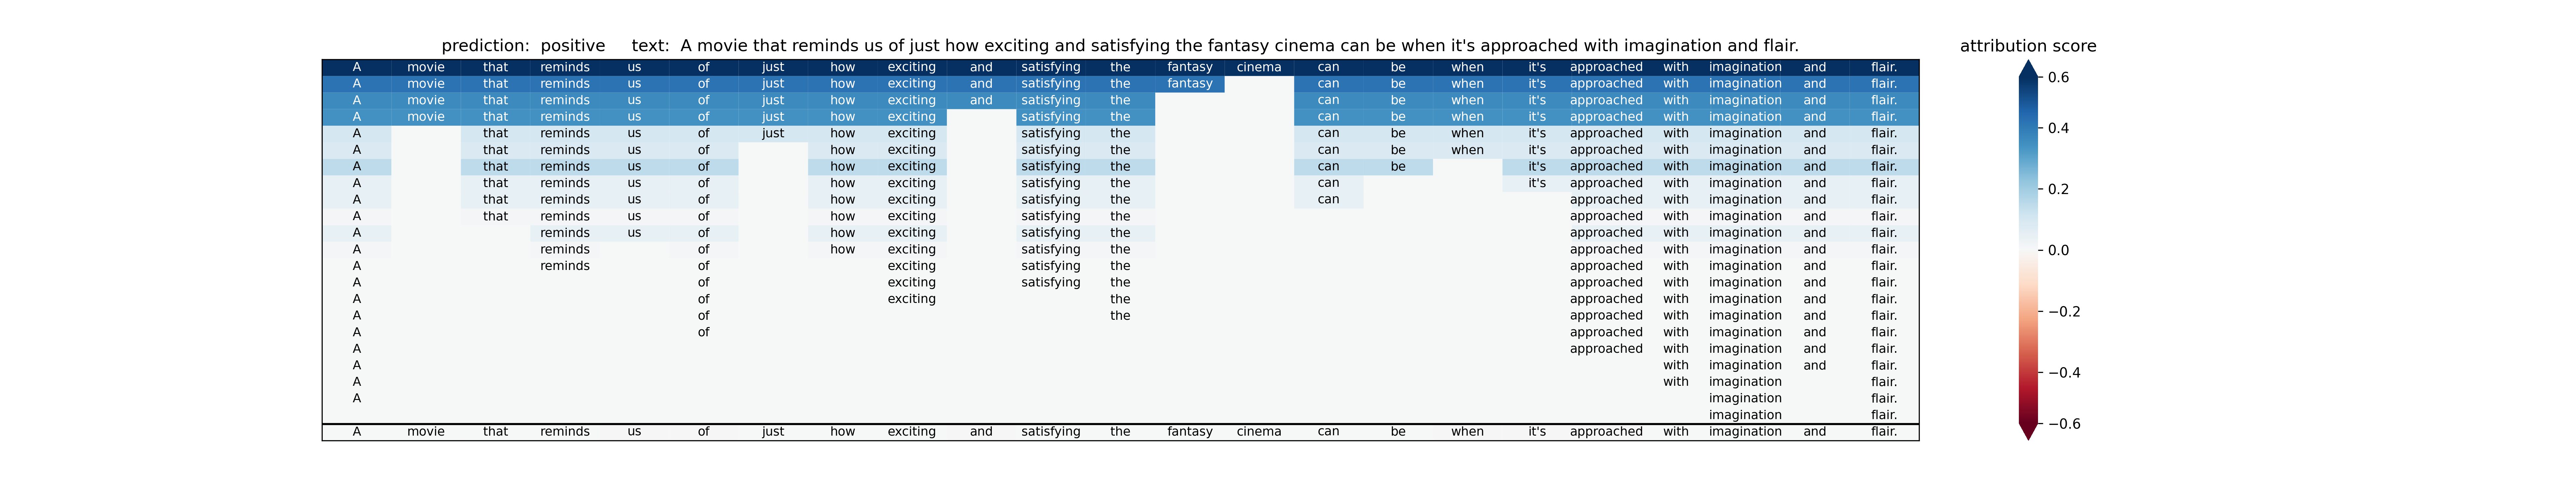 prediction: positive text: A movie that reminds us of just how exciting and satisfying the fantasy cinema can be when it's approached with imagination and flair. attribution score
A movie that reminds us of just how exciting and satisfying the fantasy cinema can be when it's approached with imagination and flair. 0.6
A movie that reminds us of just how exciting and satisfying the fantasy can be when it's approached with imagination and flair.
A movie that reminds us of just how exciting and satisfying the can be when it's approached with imagination and flair.
A movie that reminds us of just how exciting satisfying the can be when it's approached with imagination and flair. 0.4
A that reminds us of just how exciting satisfying the can be when it's approached with imagination and flair.
A that reminds us of how exciting satisfying the can be when it's approached with imagination and flair.
A that reminds us of how exciting satisfying the can be it's approached with imagination and flair.
A that reminds us of how exciting satisfying the can it's approached with imagination and flair. 0.2
A that reminds us of how exciting satisfying the can approached with imagination and flair.
A that reminds us of how exciting satisfying the approached with imagination and flair.
A reminds us of how exciting satisfying the approached with imagination and flair.
A reminds of how exciting satisfying the approached with imagination and flair. 0.0
A reminds of exciting satisfying the approached with imagination and flair.
A of exciting satisfying the approached with imagination and flair.
A of exciting the approached with imagination and flair.
A of the approached with imagination and flair. −0.2
A of approached with imagination and flair.
A approached with imagination and flair.
A with imagination and flair. −0.4
A with imagination flair.
A imagination flair.
imagination flair. −0.6
A movie that reminds us of just how exciting and satisfying the fantasy cinema can be when it's approached with imagination and flair.